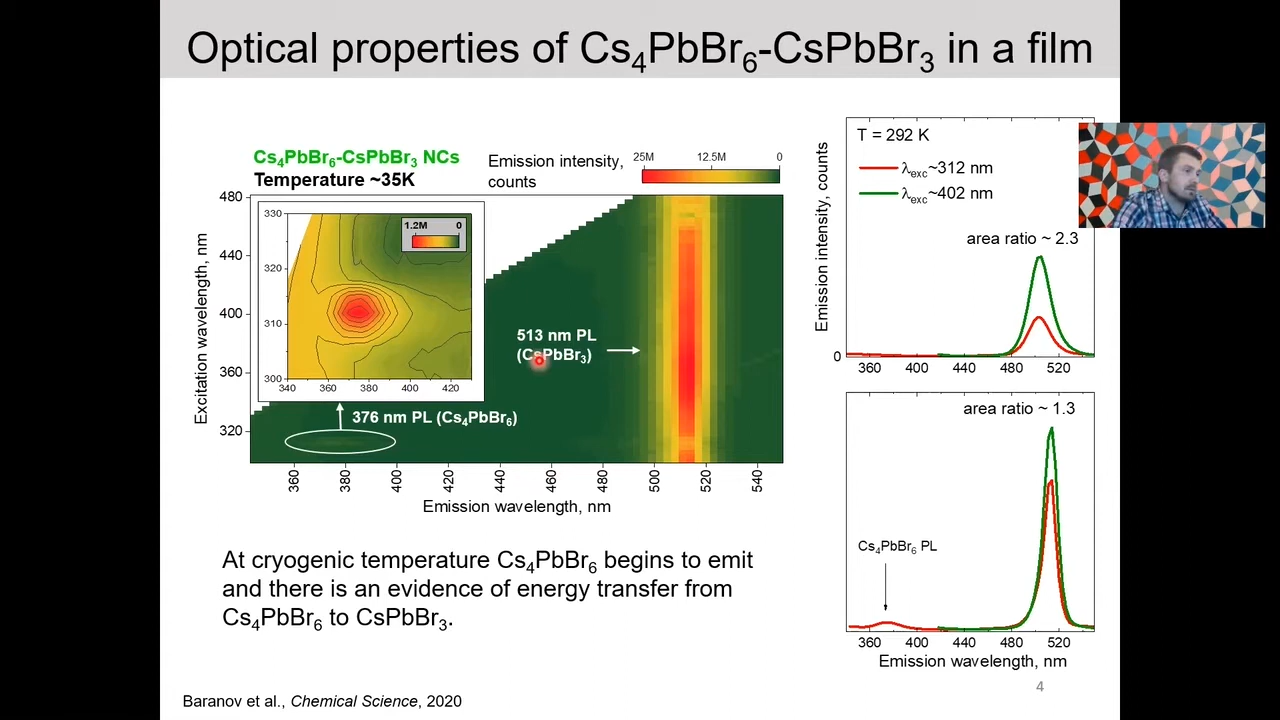 Optical properties of Cs₄PbBr₆-CsPbBr₃ in a film
Cs₄PbBr₆-CsPbBr₃ NCs
Temperature ~35K
Emission intensity,
counts
25M 12.5M 0
Excitation wavelength, nm
480
440
400
360
320
330
320
310
300
1.2M 0
340 360 380 400 420
513 nm PL
(CsPbBr₃)
376 nm PL (Cs₄PbBr₆)
360 380 400 420 440 460 480 500 520 540
Emission wavelength, nm
Emission intensity, counts
T = 292 K
λexc~312 nm
λexc~402 nm
area ratio ~ 2.3
0
360 400 440 480 520
area ratio ~ 1.3
Cs₄PbBr₆ PL
360 400 440 480 520
Emission wavelength, nm
At cryogenic temperature Cs₄PbBr₆ begins to emit
and there is an evidence of energy transfer from
Cs₄PbBr₆ to CsPbBr₃.
4
Baranov et al., Chemical Science, 2020